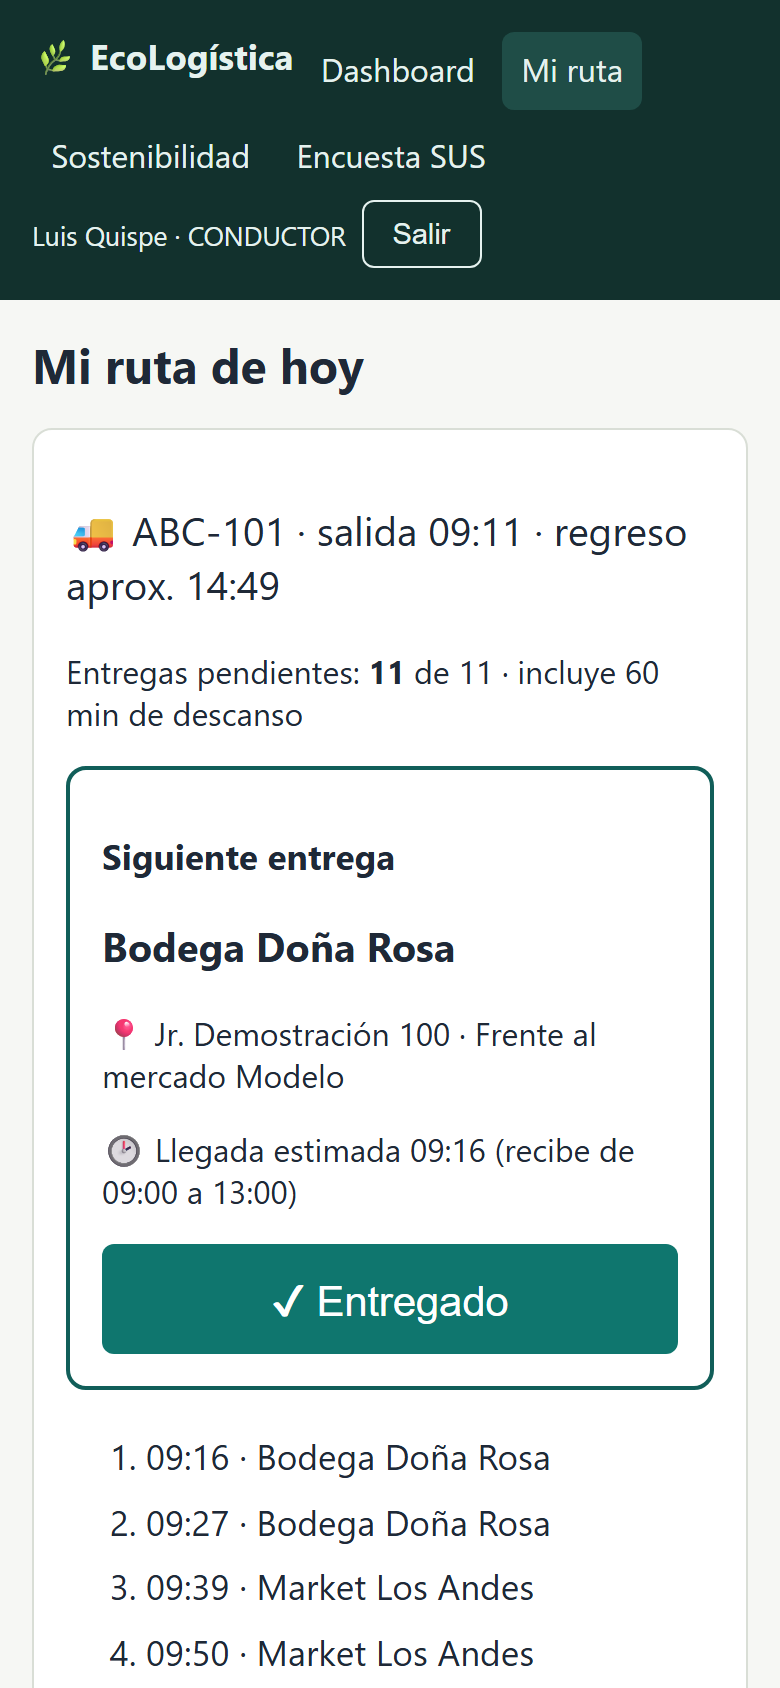 EcoLogística Dashboard Mi ruta
Sostenibilidad Encuesta SUS
Luis Quispe · CONDUCTOR Salir
Mi ruta de hoy
ABC-101 · salida 09:11 · regreso
aprox. 14:49
Entregas pendientes: 11 de 11 · incluye 60
min de descanso
Siguiente entrega
Bodega Doña Rosa
Jr. Demostración 100 · Frente al
mercado Modelo
Llegada estimada 09:16 (recibe de
09:00 a 13:00)
✓ Entregado
1. 09:16 · Bodega Doña Rosa
2. 09:27 · Bodega Doña Rosa
3. 09:39 · Market Los Andes
4. 09:50 · Market Los Andes